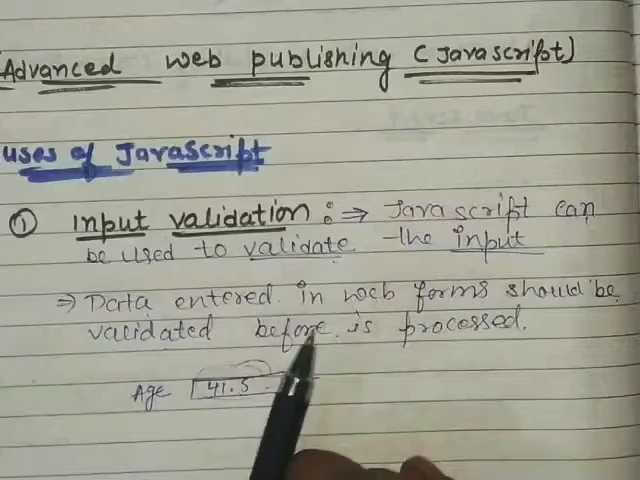 Advanced web publishing (Javascript)
uses of JavaScript
① Input validation :⇒ Javascript can
be used to validate the input
⇒ Data entered in web forms should be
validated before is processed.
Age 41.5